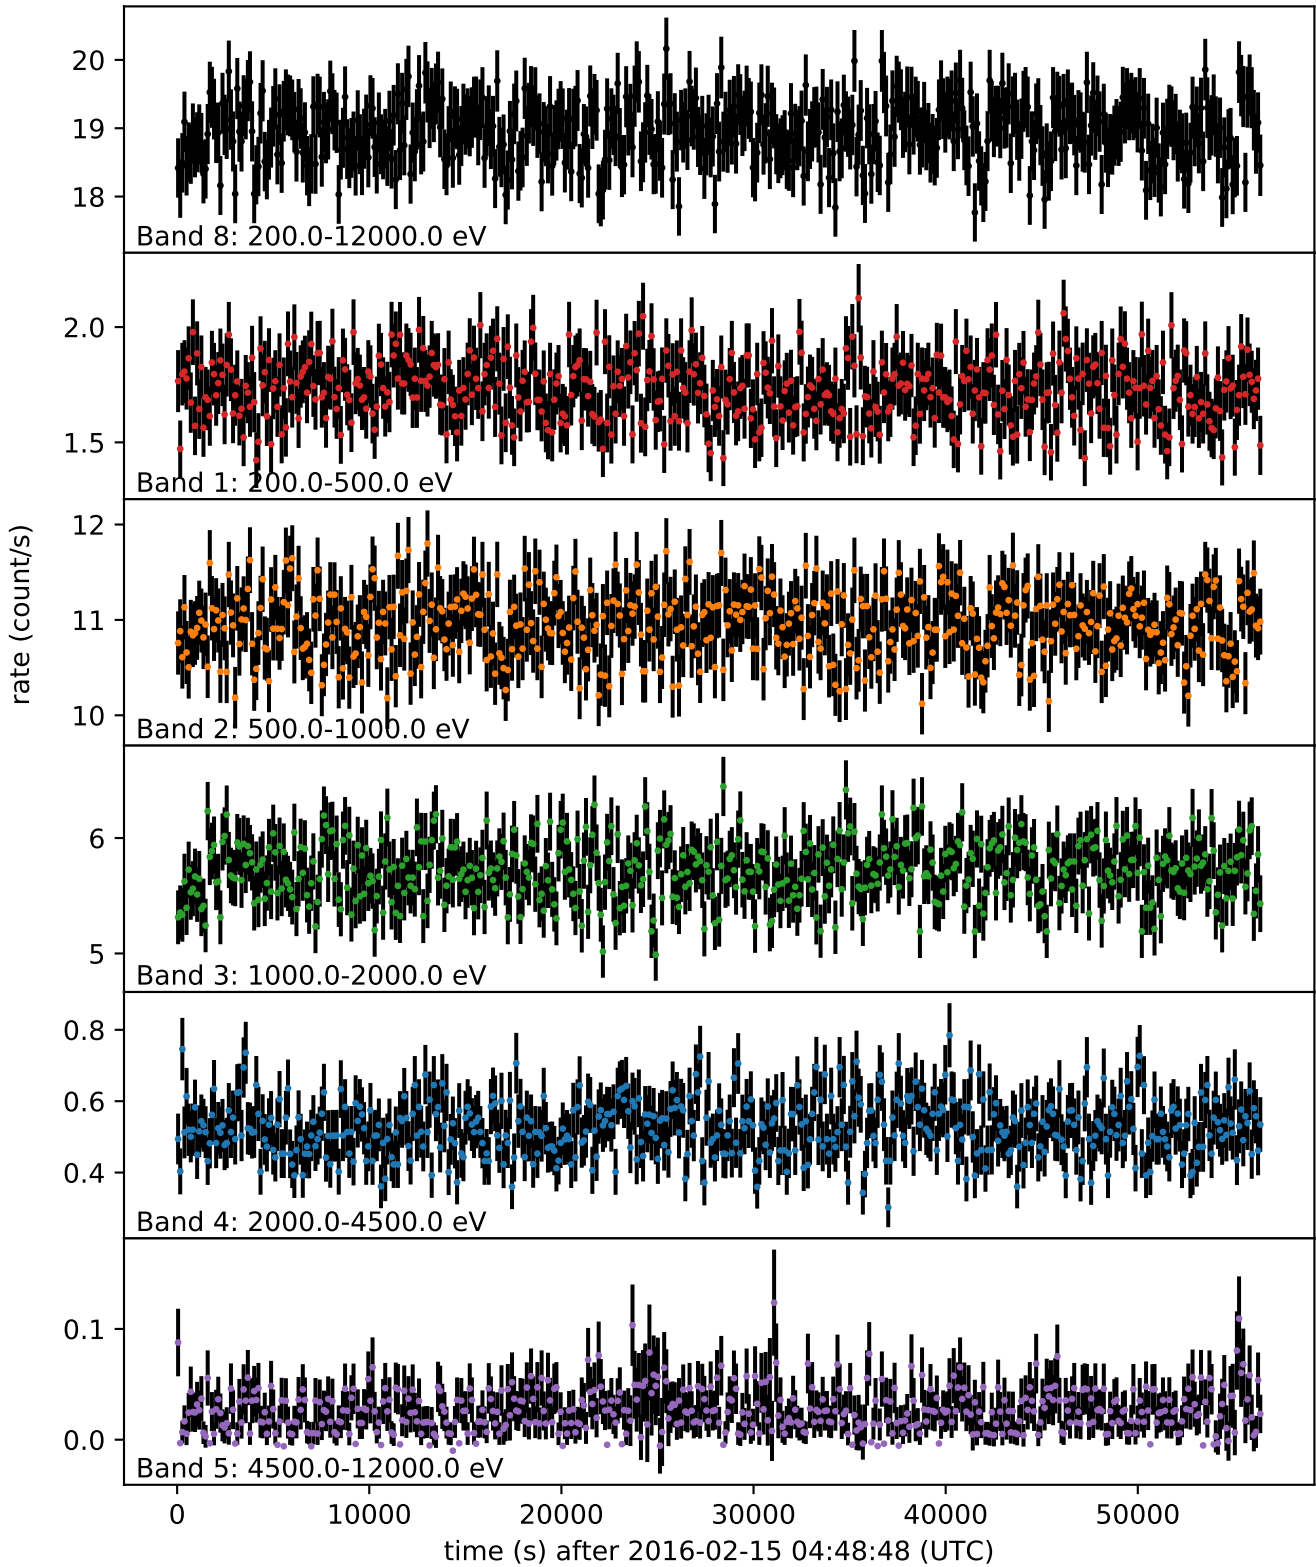 20
19
18
Band 8: 200.0-12000.0 eV
2.0
1.5
Band 1: 200.0-500.0 eV
rate (count/s)
12
11
10
Band 2: 500.0-1000.0 eV
6
5
Band 3: 1000.0-2000.0 eV
0.8
0.6
0.4
Band 4: 2000.0-4500.0 eV
0.1
0.0
Band 5: 4500.0-12000.0 eV
0 10000 20000 30000 40000 50000
time (s) after 2016-02-15 04:48:48 (UTC)